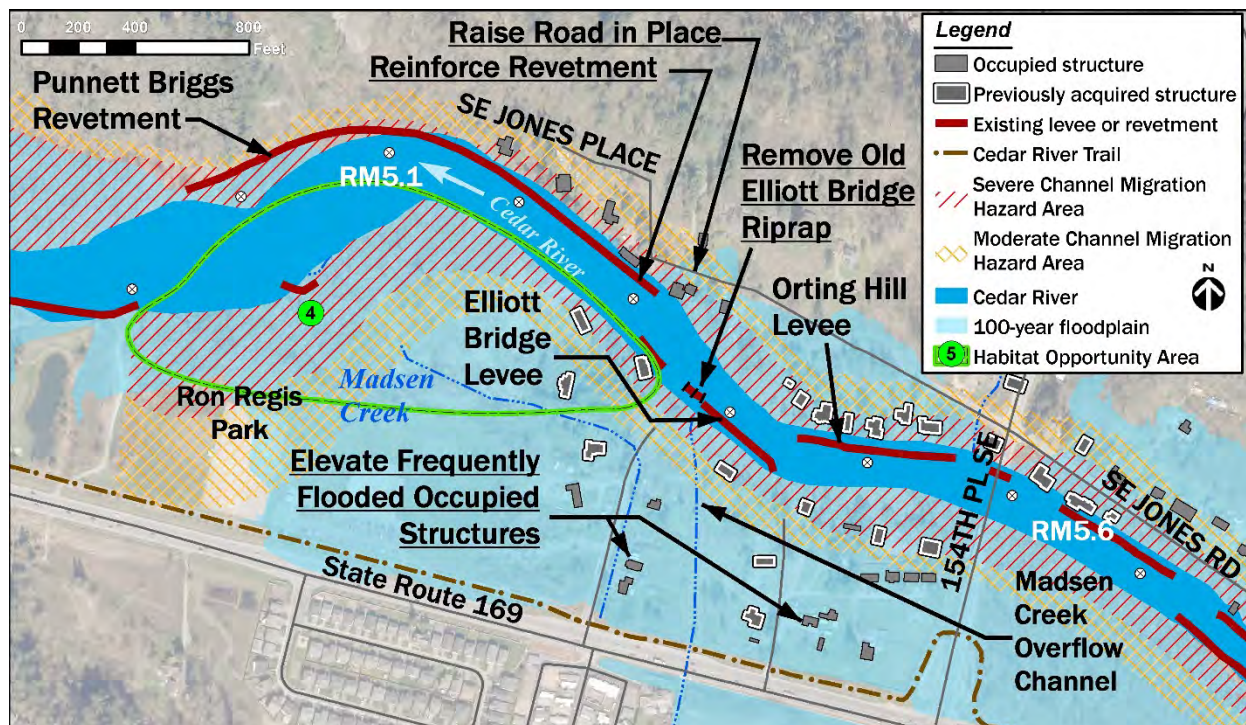 0 400 800
Feet
Raise Road in Place
Reinforce Revetment
Punnett Briggs
Revetment
SE JONES PLACE
RM5.1
Cedar River
Remove Old
Elliott Bridge
Riprap
Orting Hill
Levee
Elliott
Bridge
Levee
4
Madsen
Creek
Ron Regis
Park
Elevate Frequently
Flooded Occupied
Structures
State Route 169
154TH PL SE
SE JONES RD
RM5.6
Madsen
Creek
Overflow
Channel
Legend
Occupied structure
Previously acquired structure
Existing levee or revetment
Cedar River Trail
Severe Channel Migration
Hazard Area
Moderate Channel Migration
Hazard Area
N
Cedar River
100-year floodplain
5
Habitat Opportunity Area